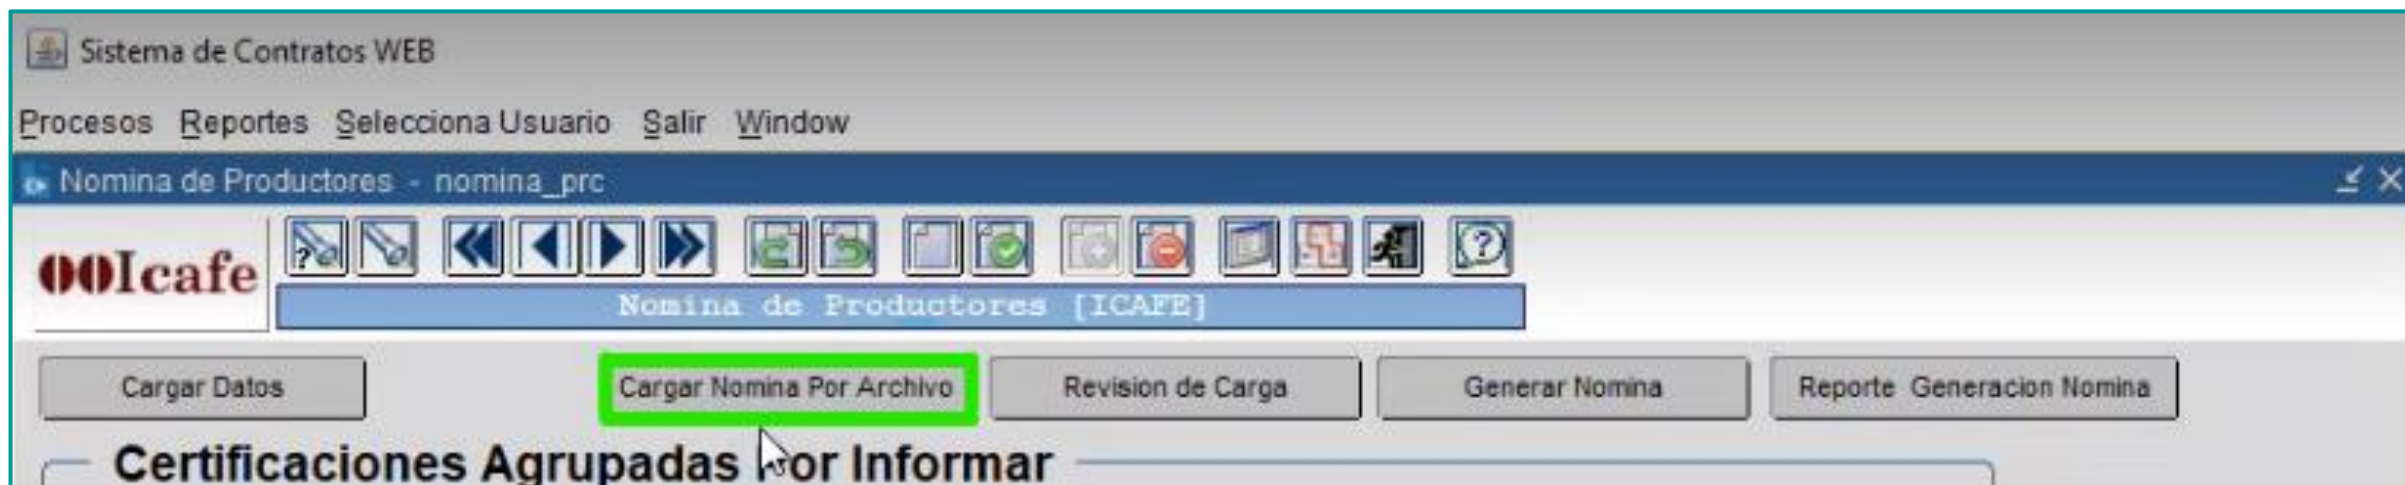 Sistema de Contratos WEB
Procesos Reportes Selecciona Usuario Salir Window
Nomina de Productores - nomina_prc
Icafe
Nomina de Productores [ICAFE]
Cargar Datos Cargar Nomina Por Archivo Revision de Carga Generar Nomina Reporte Generacion Nomina
Certificaciones Agrupadas Por Informar